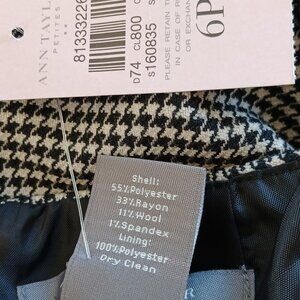 ANN TAYL
PETITES
81333226
D74 CL800 C
S160835 S
PLEASE RETAIN
IN CASE OF
OR EXCHAN
6P
Shell:
55%Polyester
33%Rayon
11%Wool
1%Spandex
Lining:
100%Polyester
Dry Clean